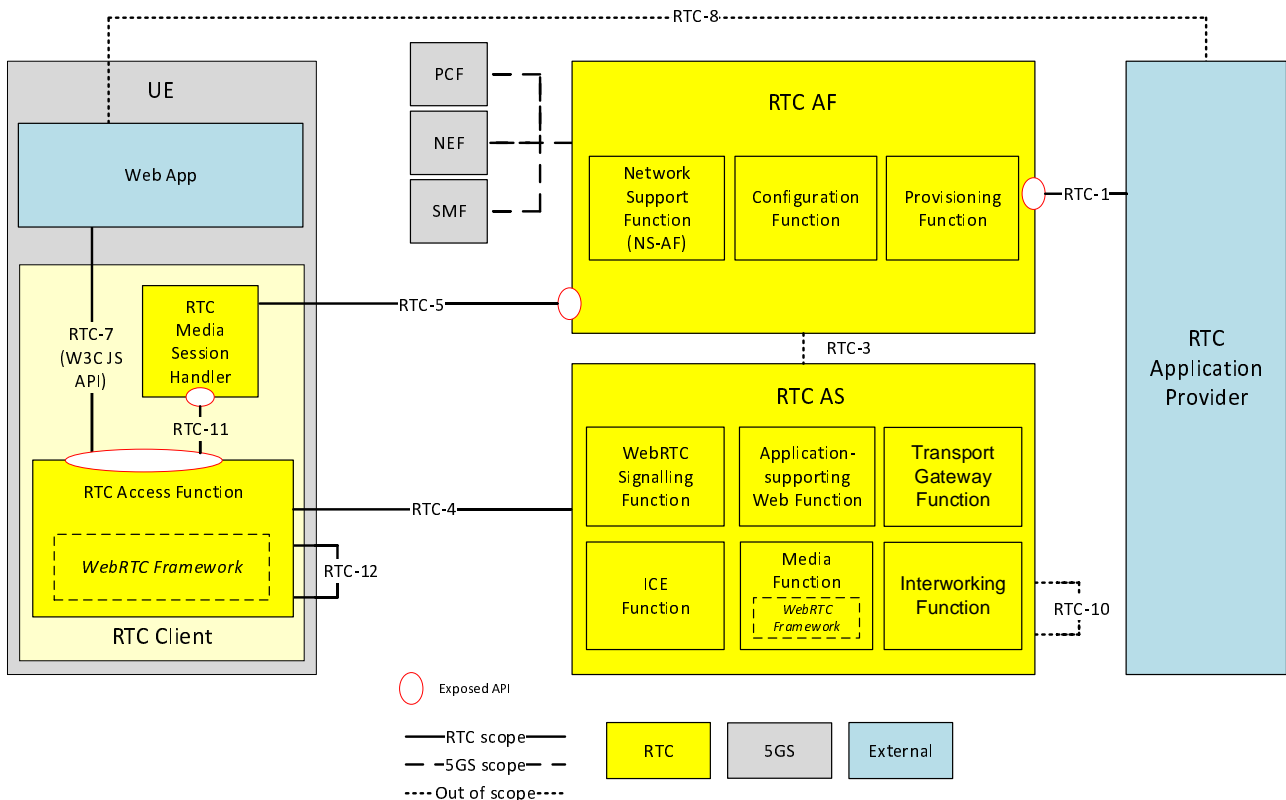 RTC-8
UE
Web App
PCF
NEF
SMF
RTC AF
Network
Support
Function
(NS-AF)
Configuration
Function
Provisioning
Function
RTC-1
RTC
Application
Provider
RTC-7
(W3C JS
API)
RTC
Media
Session
Handler
RTC-5
RTC-3
RTC-11
RTC Access Function
WebRTC Framework
RTC-12
RTC Client
RTC-4
RTC AS
WebRTC
Signalling
Function
Application-
supporting
Web Function
Transport
Gateway
Function
ICE
Function
Media
Function
WebRTC
Framework
Interworking
Function
RTC-10
Exposed API
RTC scope
5GS scope
Out of scope
RTC
5GS
External